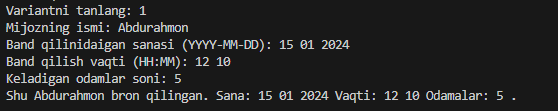 Variantni tanlang: 1
Mijozning ismi: Abdurahmon
Band qilinidaigan sanasi (YYYY-MM-DD): 15 01 2024
Band qilish vaqti (HH:MM): 12 10
Keladigan odamlar soni: 5
Shu Abdurahmon bron qilingan. Sana: 15 01 2024 Vaqti: 12 10 Odamalar: 5 .